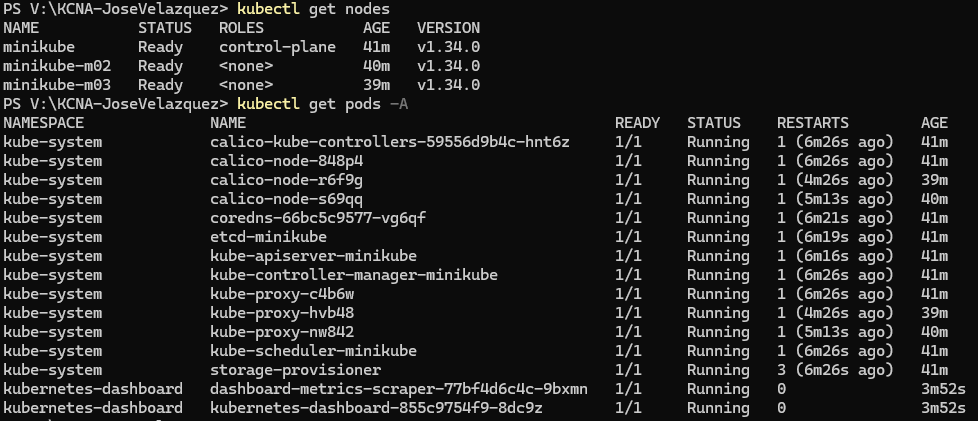 PS V:\KCNA-JoseVelazquez> kubectl get nodes
NAME STATUS ROLES AGE VERSION
minikube Ready control-plane 41m v1.34.0
minikube-m02 Ready <none> 40m v1.34.0
minikube-m03 Ready <none> 39m v1.34.0
PS V:\KCNA-JoseVelazquez> kubectl get pods -A
NAMESPACE NAME READY STATUS RESTARTS AGE
kube-system calico-kube-controllers-59556d9b4c-hnt6z 1/1 Running 1 (6m26s ago) 41m
kube-system calico-node-848p4 1/1 Running 1 (6m26s ago) 41m
kube-system calico-node-r6f9g 1/1 Running 1 (4m26s ago) 39m
kube-system calico-node-s69qq 1/1 Running 1 (5m13s ago) 40m
kube-system coredns-66bc5c9577-vg6qf 1/1 Running 1 (6m21s ago) 41m
kube-system etcd-minikube 1/1 Running 1 (6m19s ago) 41m
kube-system kube-apiserver-minikube 1/1 Running 1 (6m16s ago) 41m
kube-system kube-controller-manager-minikube 1/1 Running 1 (6m26s ago) 41m
kube-system kube-proxy-c4b6w 1/1 Running 1 (6m26s ago) 41m
kube-system kube-proxy-hvb48 1/1 Running 1 (4m26s ago) 39m
kube-system kube-proxy-nw842 1/1 Running 1 (5m13s ago) 40m
kube-system kube-scheduler-minikube 1/1 Running 1 (6m26s ago) 41m
kube-system storage-provisioner 1/1 Running 3 (6m26s ago) 41m
kubernetes-dashboard dashboard-metrics-scraper-77bf4d6c4c-9bxmn 1/1 Running 0 3m52s
kubernetes-dashboard kubernetes-dashboard-855c9754f9-8dc9z 1/1 Running 0 3m52s